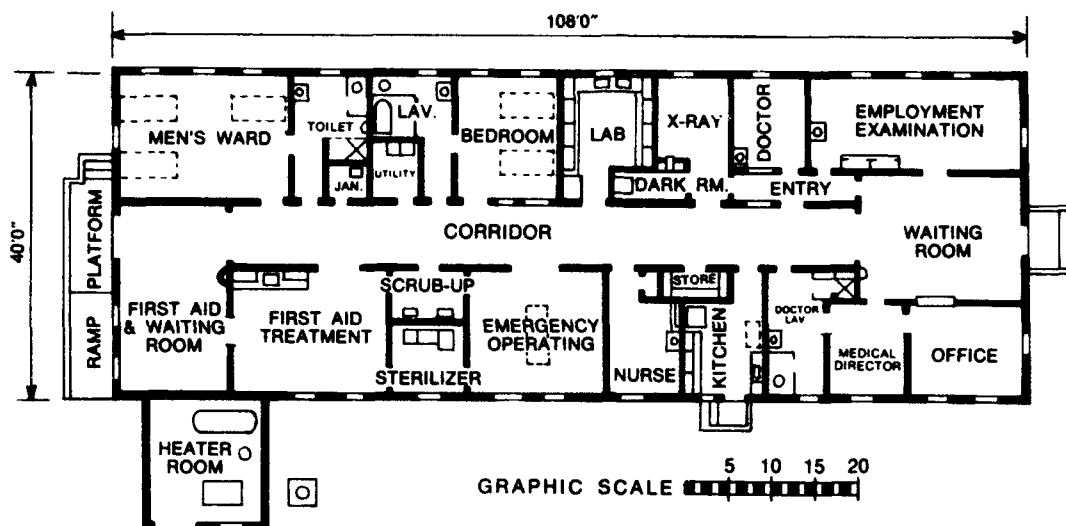 108'0"
40'0"
MEN'S WARD
TOILET
LAV.
BEDROOM
LAB
X-RAY
DOCTOR
EMPLOYMENT
EXAMINATION
JAN.
UTILITY
DARK RM.
ENTRY
PLATFORM
CORRIDOR
WAITING
ROOM
RAMP
FIRST AID
& WAITING
ROOM
FIRST AID
TREATMENT
SCRUB-UP
STERILIZER
EMERGENCY
OPERATING
NURSE
STORE
KITCHEN
DOCTOR
LAV
MEDICAL
DIRECTOR
OFFICE
HEATER
ROOM
GRAPHIC SCALE
5 10 15 20